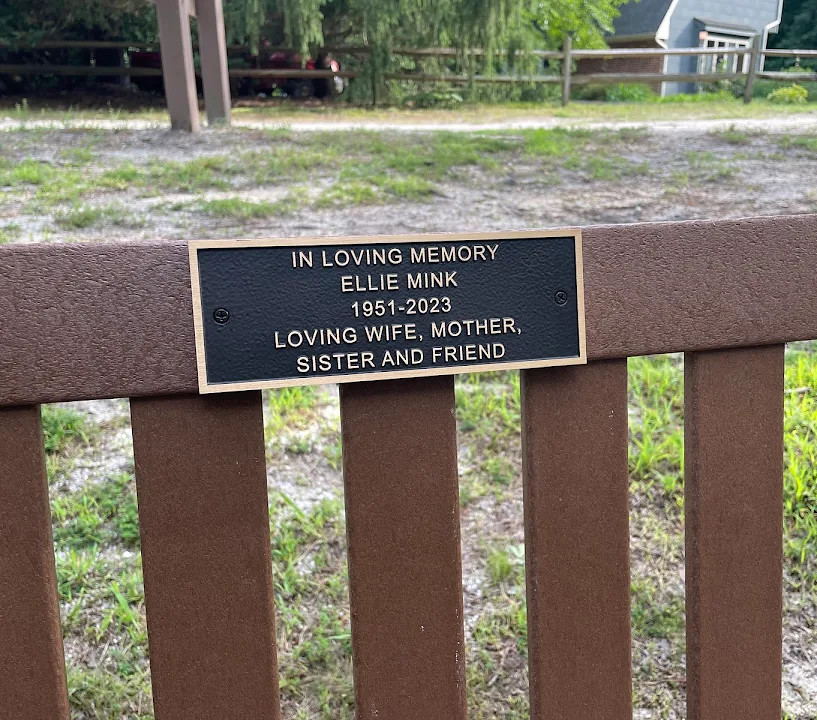 IN LOVING MEMORY
ELLIE MINK
1951-2023
LOVING WIFE, MOTHER,
SISTER AND FRIEND